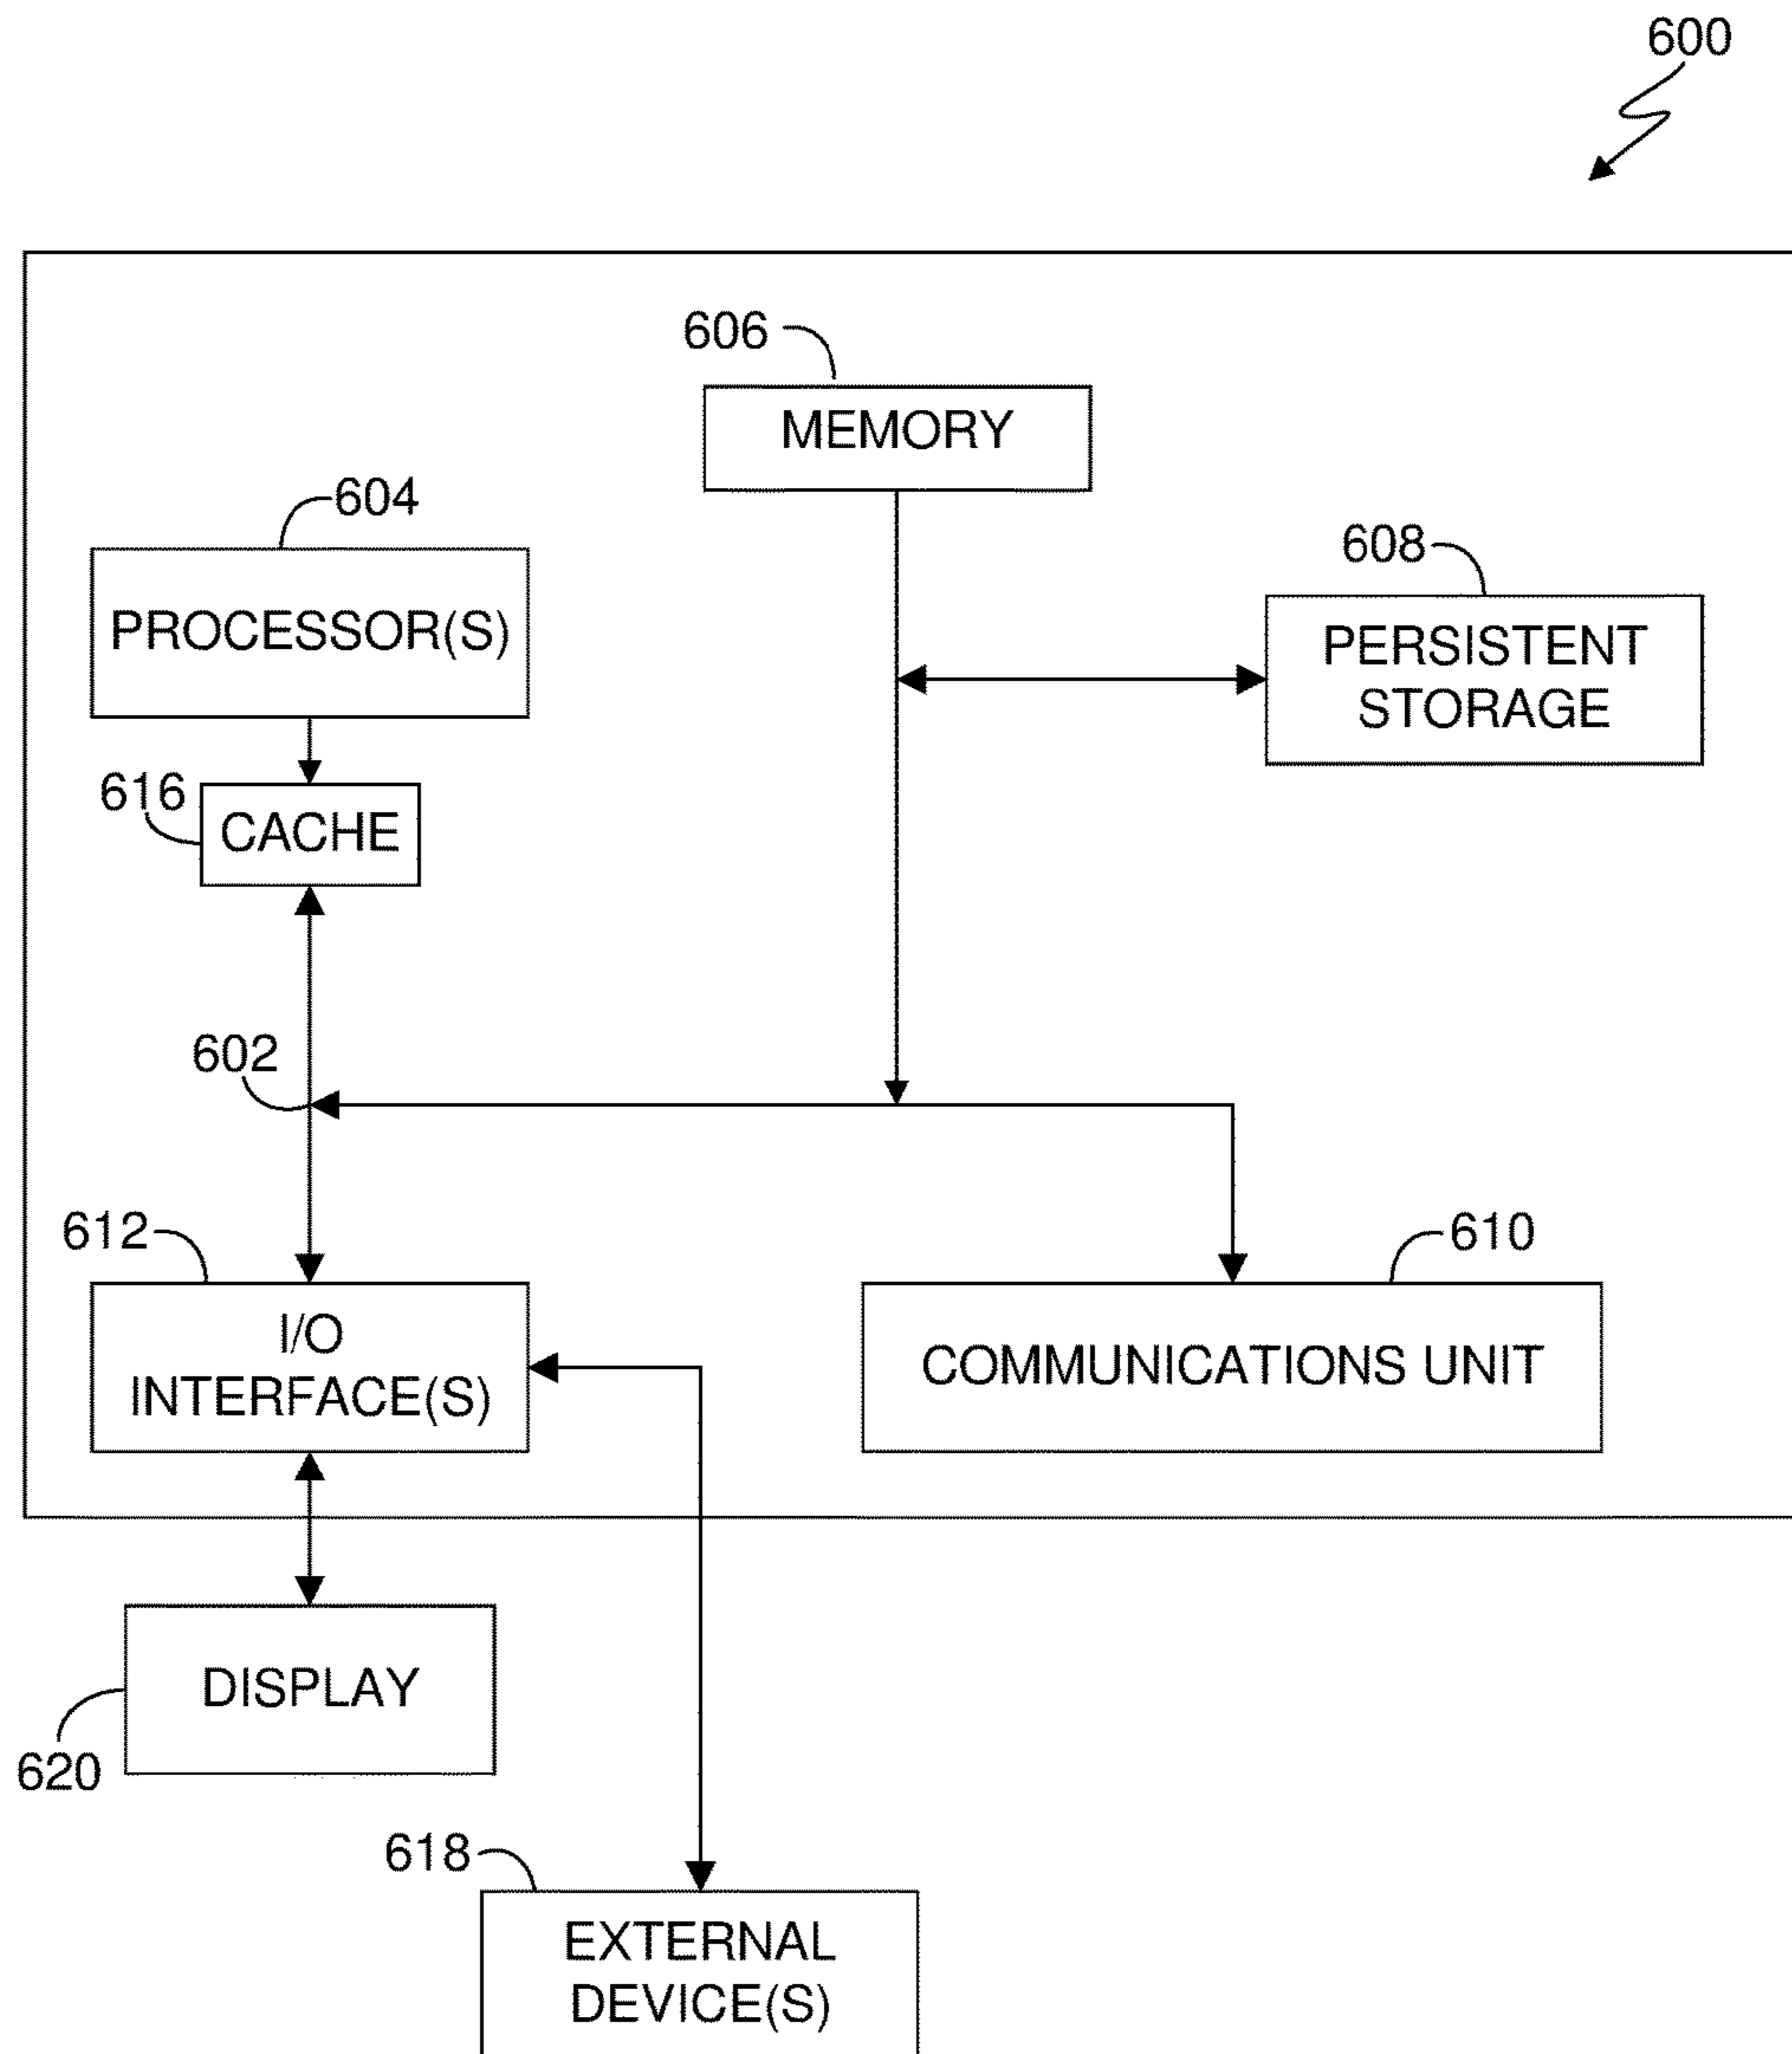 600
606
MEMORY
604
608
PROCESSOR(S)
PERSISTENT
STORAGE
616
CACHE
602
612
610
I/O
INTERFACE(S)
COMMUNICATIONS UNIT
DISPLAY
620
618
EXTERNAL
DEVICE(S)